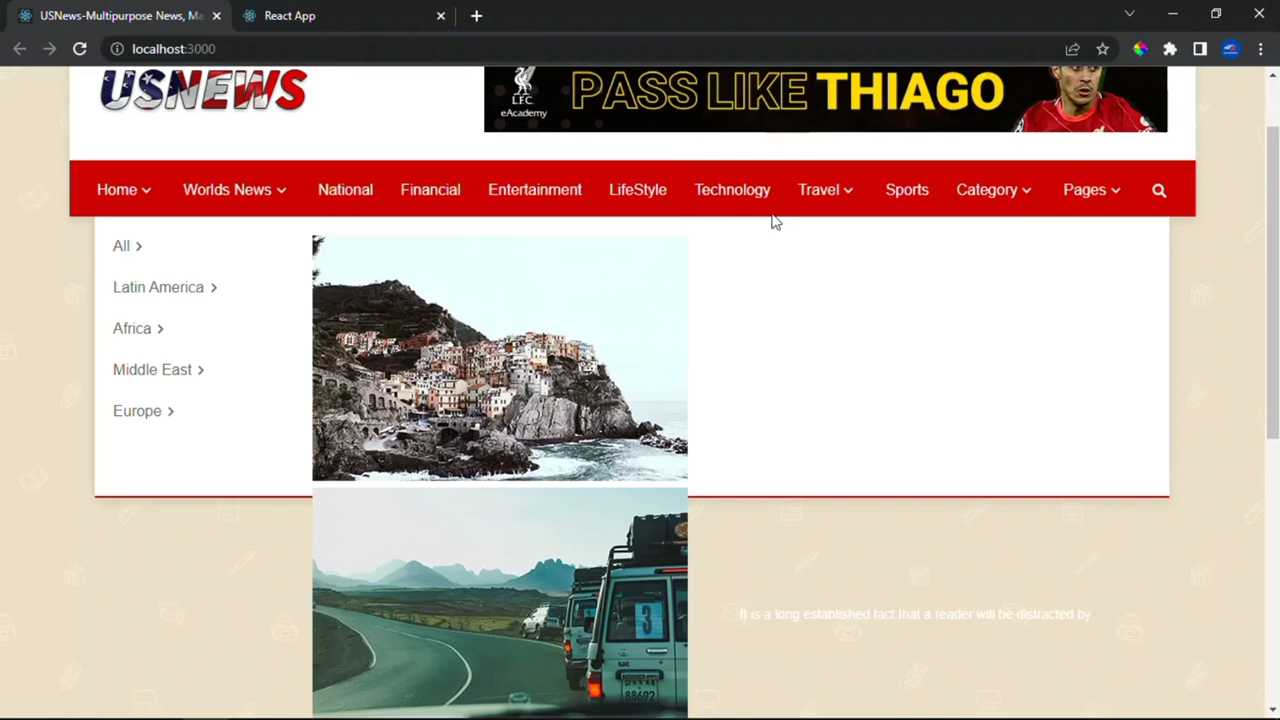 USNews-Multipurpose News, Ma
React App
localhost:3000
USNEWS
L.F.C.
eAcademy
PASS LIKE THIAGO
Home
Worlds News
National
Financial
Entertainment
LifeStyle
Technology
Travel
Sports
Category
Pages
All
Latin America
Africa
Middle East
Europe
3
88692
It is a long established fact that a reader will be distracted by